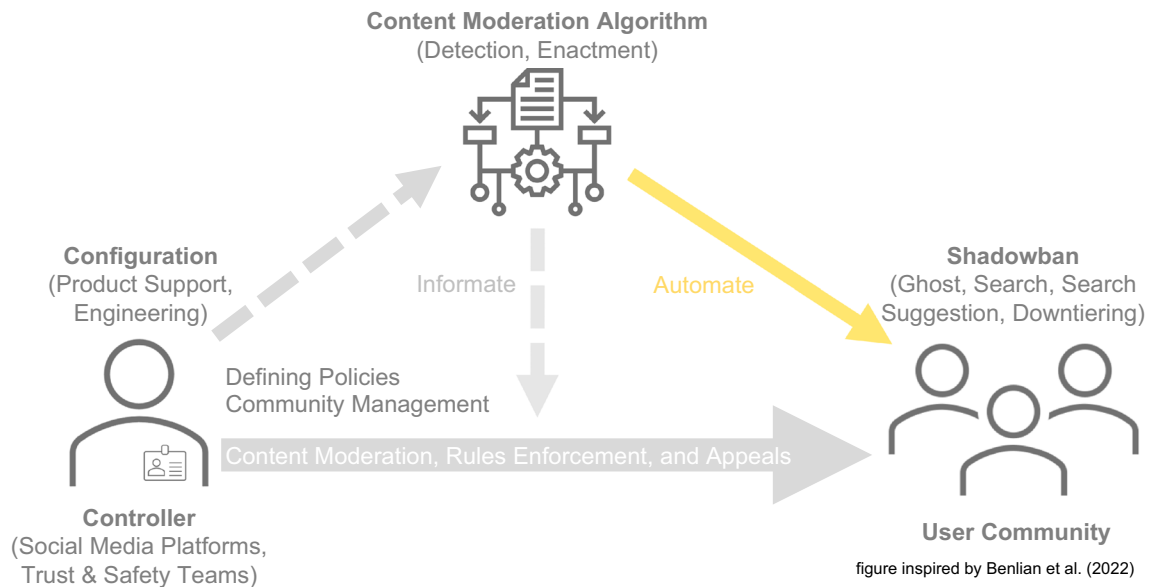 Content Moderation Algorithm
(Detection, Enactment)
Configuration
(Product Support,
Engineering)
Informate
Automate
Shadowban
(Ghost, Search, Search
Suggestion, Downtiering)
Defining Policies
Community Management
Content Moderation, Rules Enforcement, and Appeals
Controller
(Social Media Platforms,
Trust & Safety Teams)
User Community
figure inspired by Benlian et al. (2022)